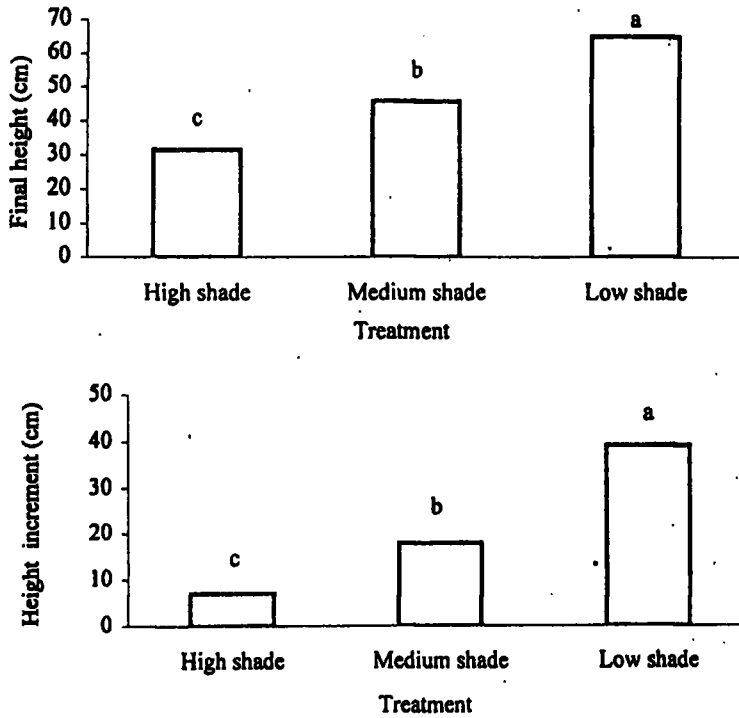 Final height (cm)
70
60
50
40
30
20
10
0
c
b
a
High shade Medium shade Low shade
Treatment
Height increment (cm)
50
40
30
20
10
0
c
b
a
High shade Medium shade Low shade
Treatment